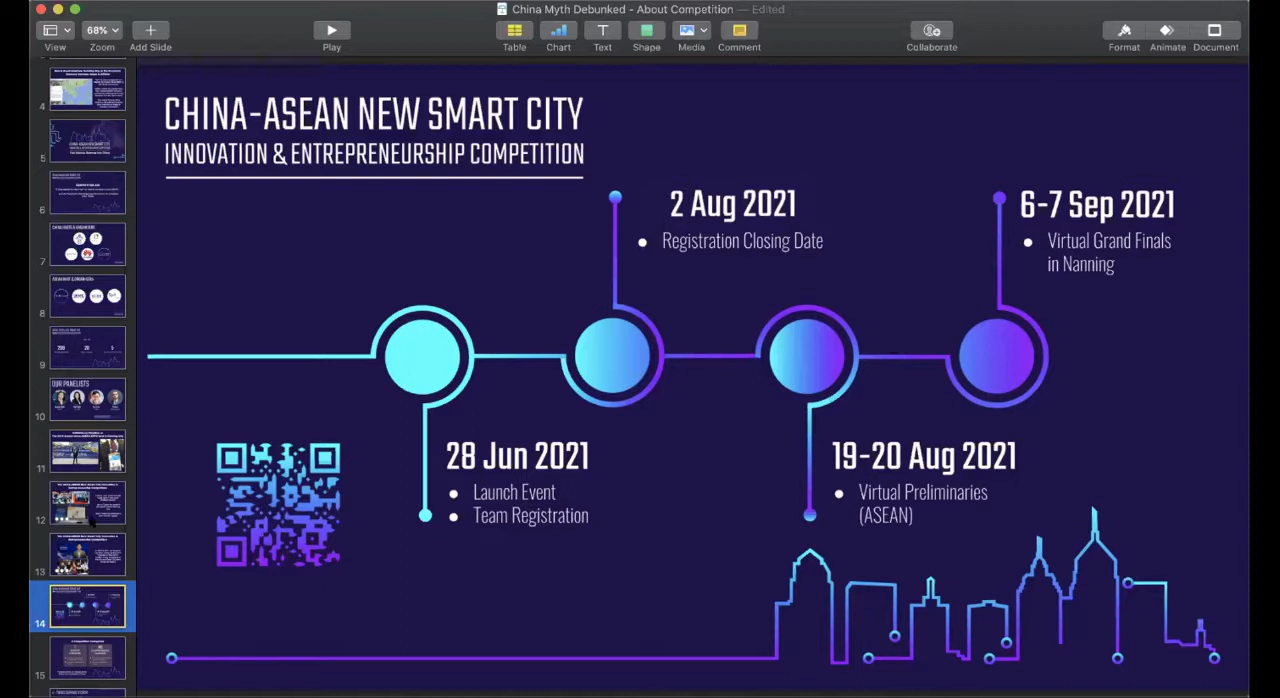 China Myth Debunked - About Competition — Edited
68%
View
Zoom
Add Slide
Play
Table
Chart
Text
Shape
Media
Comment
Collaborate
Format
Animate
Document
4
5
6
7
8
9
OUR PANELISTS
10
11
12
13
14
15
CHINA-ASEAN NEW SMART CITY
INNOVATION & ENTREPRENEURSHIP COMPETITION
2 Aug 2021
• Registration Closing Date
6-7 Sep 2021
• Virtual Grand Finals
in Nanning
28 Jun 2021
• Launch Event
• Team Registration
19-20 Aug 2021
• Virtual Preliminaries
(ASEAN)